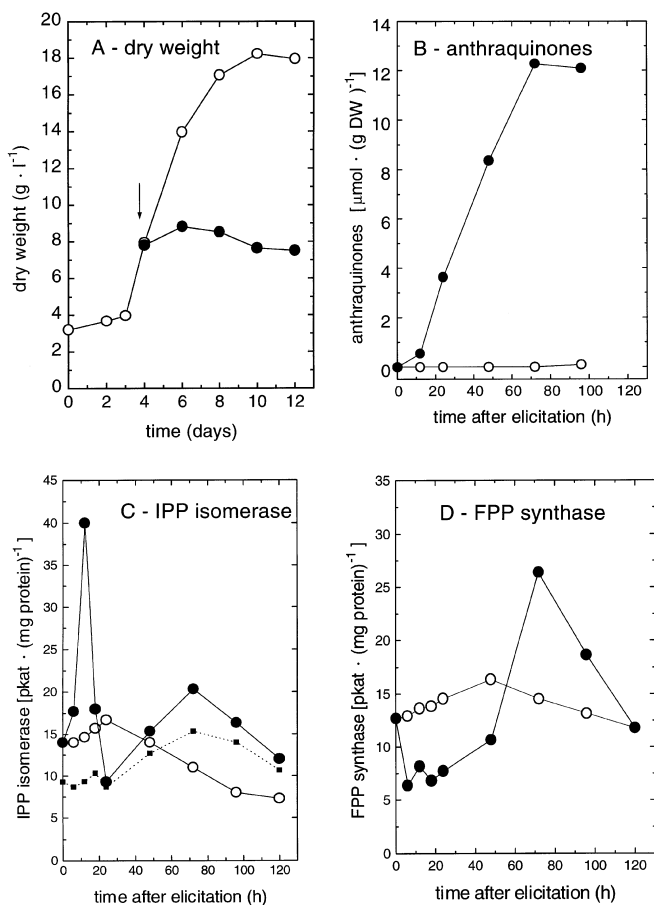 A - dry weight
20
18
16
14
12
10
8
6
4
2
0
dry weight (g · l⁻¹)
0 2 4 6 8 10 12
time (days)
B - anthraquinones
14
12
10
8
6
4
2
0
anthraquinones [ µmol · (g DW )⁻¹]
0 20 40 60 80 100 120
time after elicitation (h)
C - IPP isomerase
45
40
35
30
25
20
15
10
5
0
IPP isomerase [ pkat · (mg protein)⁻¹ ]
0 20 40 60 80 100 120
time after elicitation (h)
D - FPP synthase
35
30
25
20
15
10
5
0
FPP synthase [ pkat · (mg protein)⁻¹ ]
0 20 40 60 80 100 120
time after elicitation (h)